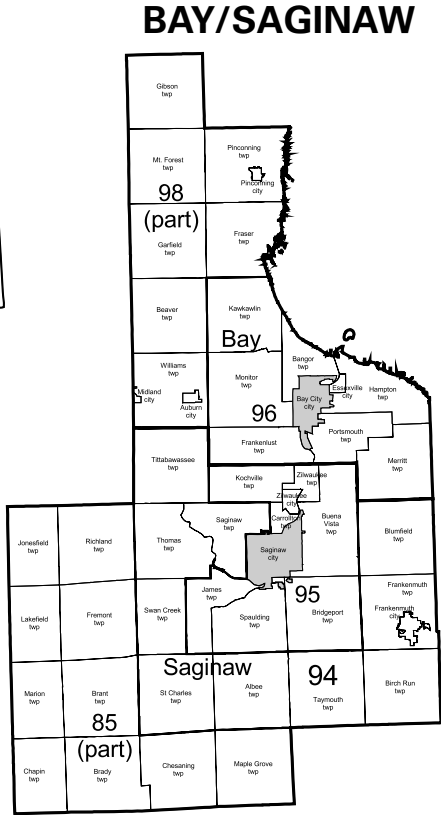 BAY/SAGINAW
Gibson
twp
Mt. Forest
twp
Pinconning
twp
Pinconning
city
98
(part)
Garfield
twp
Fraser
twp
Beaver
twp
Kawkawlin
twp
Bay
Bangor
twp
Williams
twp
Monitor
twp
Midland
city
Auburn
city
Essexville
city
Hampton
twp
Bay City
city
96
Portsmouth
twp
Frankenlust
twp
Tittabawassee
twp
Merritt
twp
Kochville
twp
Zilwaukee
twp
Zilwaukee
city
Saginaw
twp
Carrollton
twp
Buena
Vista
twp
Jonesfield
twp
Richland
twp
Thomas
twp
Blumfield
twp
Saginaw
city
Lakefield
twp
Fremont
twp
Swan Creek
twp
James
twp
Spaulding
twp
95
Bridgeport
twp
Frankenmuth
twp
Frankenmuth
city
Saginaw
Marion
twp
Brant
twp
St Charles
twp
Albee
twp
94
Taymouth
twp
Birch Run
twp
85
(part)
Chapin
twp
Brady
twp
Chesaning
twp
Maple Grove
twp